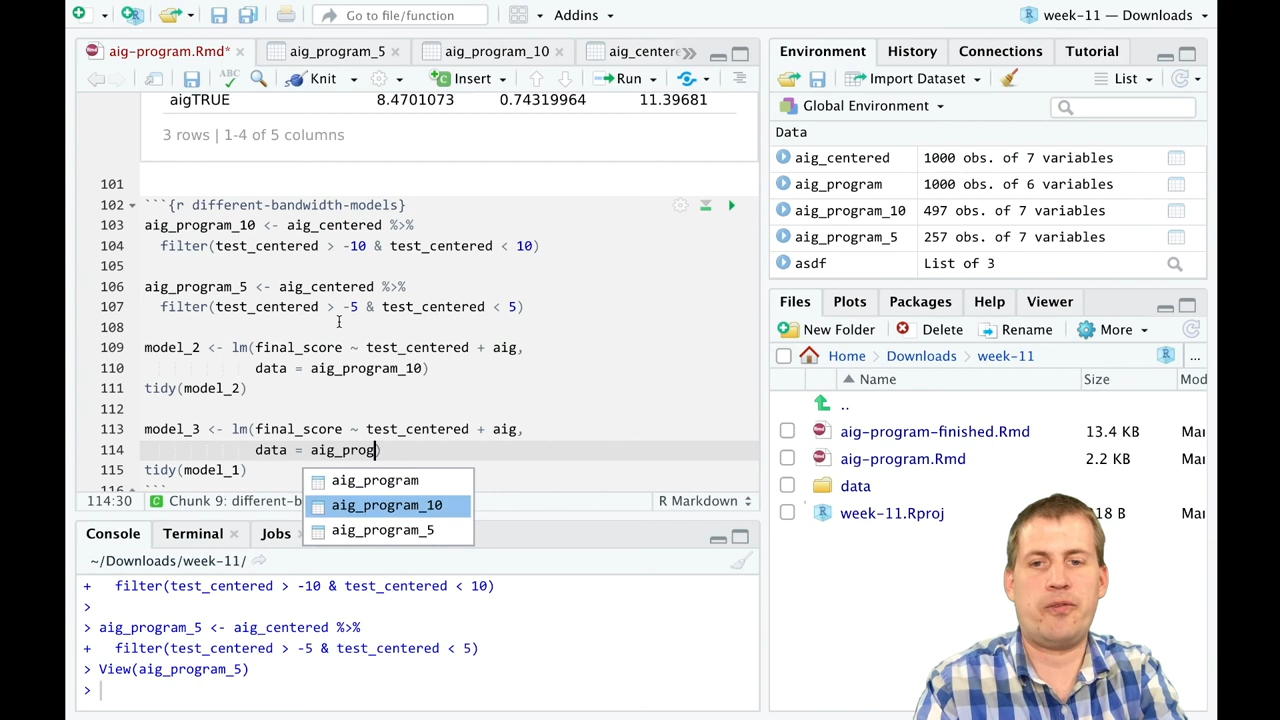 Go to file/function
Addins
week-11 — Downloads
aig-program.Rmd*
aig_program_5
aig_program_10
aig_center
Knit
Insert
Run
aigTRUE 8.4701073 0.74319964 11.39681
3 rows | 1-4 of 5 columns
101
102 ```{r different-bandwidth-models}
103 aig_program_10 <- aig_centered %>%
104 filter(test_centered > -10 & test_centered < 10)
105
106 aig_program_5 <- aig_centered %>%
107 filter(test_centered > -5 & test_centered < 5)
108
109 model_2 <- lm(final_score ~ test_centered + aig,
110 data = aig_program_10)
111 tidy(model_2)
112
113 model_3 <- lm(final_score ~ test_centered + aig,
114 data = aig_prog)
115 tidy(model_1)
116 ```
aig_program
aig_program_10
aig_program_5
114:30 Chunk 9: different-b R Markdown
Console Terminal Jobs
~/Downloads/week-11/
+ filter(test_centered > -10 & test_centered < 10)
>
> aig_program_5 <- aig_centered %>%
+ filter(test_centered > -5 & test_centered < 5)
> View(aig_program_5)
>
Environment History Connections Tutorial
Import Dataset List
Global Environment
Data
aig_centered 1000 obs. of 7 variables
aig_program 1000 obs. of 6 variables
aig_program_10 497 obs. of 7 variables
aig_program_5 257 obs. of 7 variables
asdf List of 3
Files Plots Packages Help Viewer
New Folder Delete Rename More
Home Downloads week-11 ...
Name Size Mod
..
aig-program-finished.Rmd 13.4 KB Mar
aig-program.Rmd 2.2 KB Mar
data
week-11.Rproj 18 B Mar